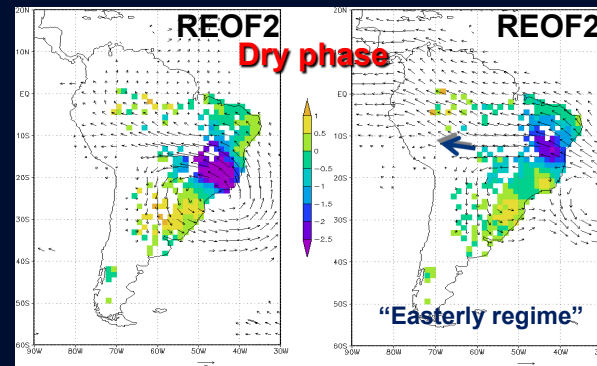 REOF2 REOF2
Dry phase
20N 20N
10N 10N
EQ EQ
10S 10S
20S 20S
30S 30S
40S 40S
50S 50S
60S 60S
1
0.5
0
-0.5
-1
-1.5
-2
-2.5
“Easterly regime”
90W 80W 70W 60W 50W 40W 30W 90W 80W 70W 60W 50W 40W